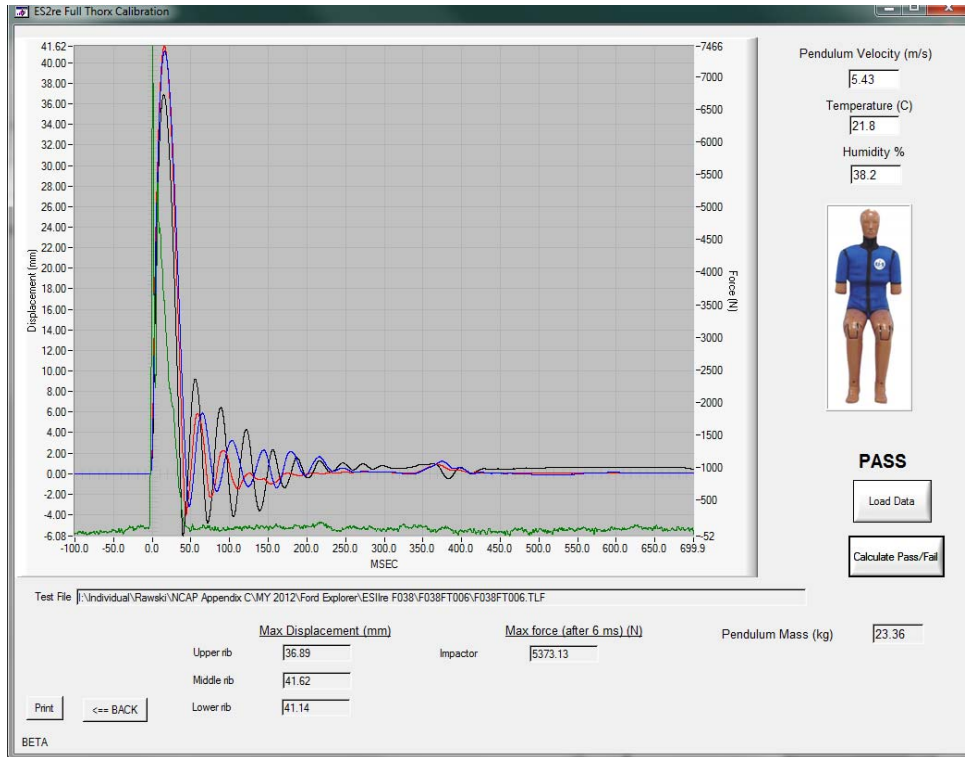 ES2re Full Thorx Calibration
Pendulum Velocity (m/s)
5.43
Temperature (C)
21.8
Humidity %
38.2
PASS
Load Data
Calculate Pass/Fail
41.62
40.00
38.00
36.00
34.00
32.00
30.00
28.00
26.00
24.00
22.00
20.00
18.00
16.00
14.00
12.00
10.00
8.00
6.00
4.00
2.00
0.00
-2.00
-4.00
-6.08
Displacement (mm)
7466
7000
6500
6000
5500
5000
4500
4000
3500
3000
2500
2000
1500
1000
500
-52
Force (N)
-100.0 -50.0 0.0 50.0 100.0 150.0 200.0 250.0 300.0 350.0 400.0 450.0 500.0 550.0 600.0 699.9
MSEC
Test File I:\Individual\Rawski\NCAP Appendix C\MY 2012\Ford Explorer\ESIIre F038\F038FT006\F038FT006.TLF
Max Displacement (mm) Max force (after 6 ms) (N) Pendulum Mass (kg) 23.36
Upper rib 36.89 Impactor 5373.13
Middle rib 41.62
Lower rib 41.14
Print <== BACK
BETA